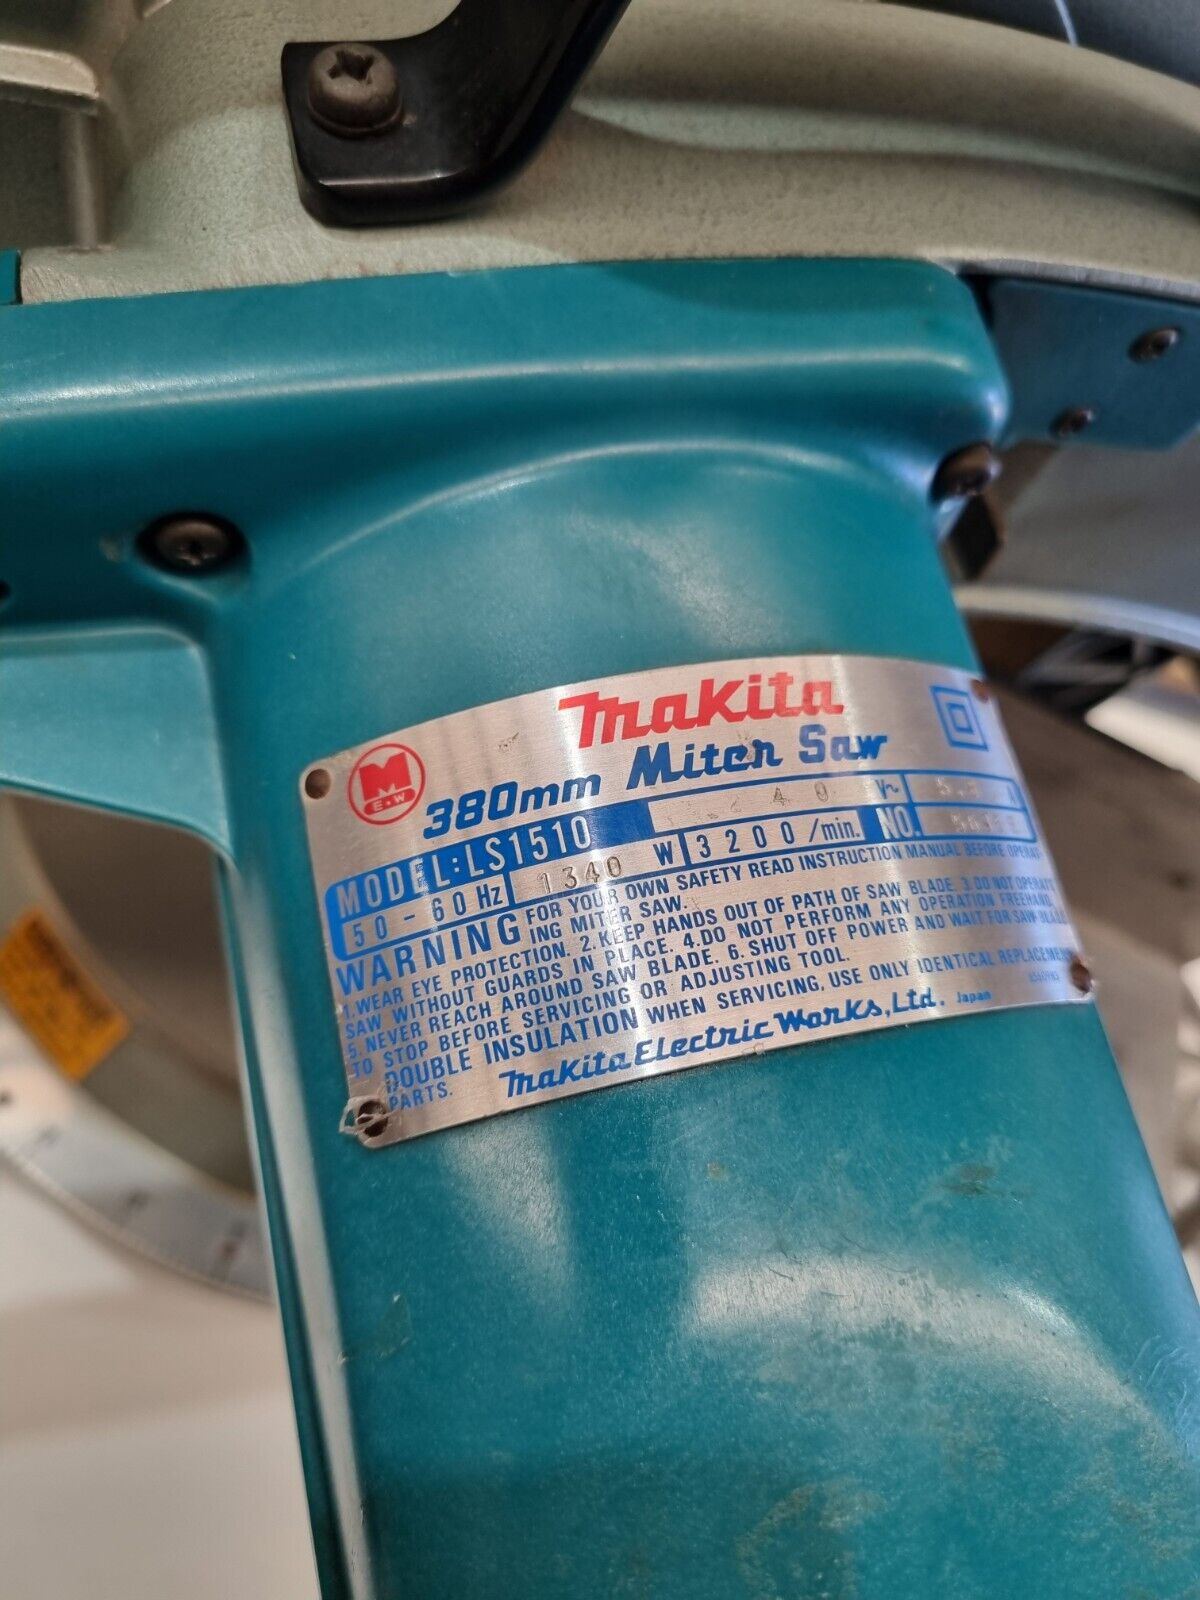 Makita
M
E·W
380mm Miter Saw
MODEL:LS1510 240 V~ A
50-60Hz 1340 W 3200/min. NO.
WARNING FOR YOUR OWN SAFETY READ INSTRUCTION MANUAL BEFORE OPERAT-
ING MITER SAW.
1.WEAR EYE PROTECTION. 2.KEEP HANDS OUT OF PATH OF SAW BLADE. 3.DO NOT OPERATE
SAW WITHOUT GUARDS IN PLACE. 4.DO NOT PERFORM ANY OPERATION FREEHAND.
5. NEVER REACH AROUND SAW BLADE. 6. SHUT OFF POWER AND WAIT FOR SAW BLADE
TO STOP BEFORE SERVICING OR ADJUSTING TOOL.
DOUBLE INSULATION WHEN SERVICING, USE ONLY IDENTICAL REPLACEMENT
PARTS.
Makita Electric Works, Ltd. Japan